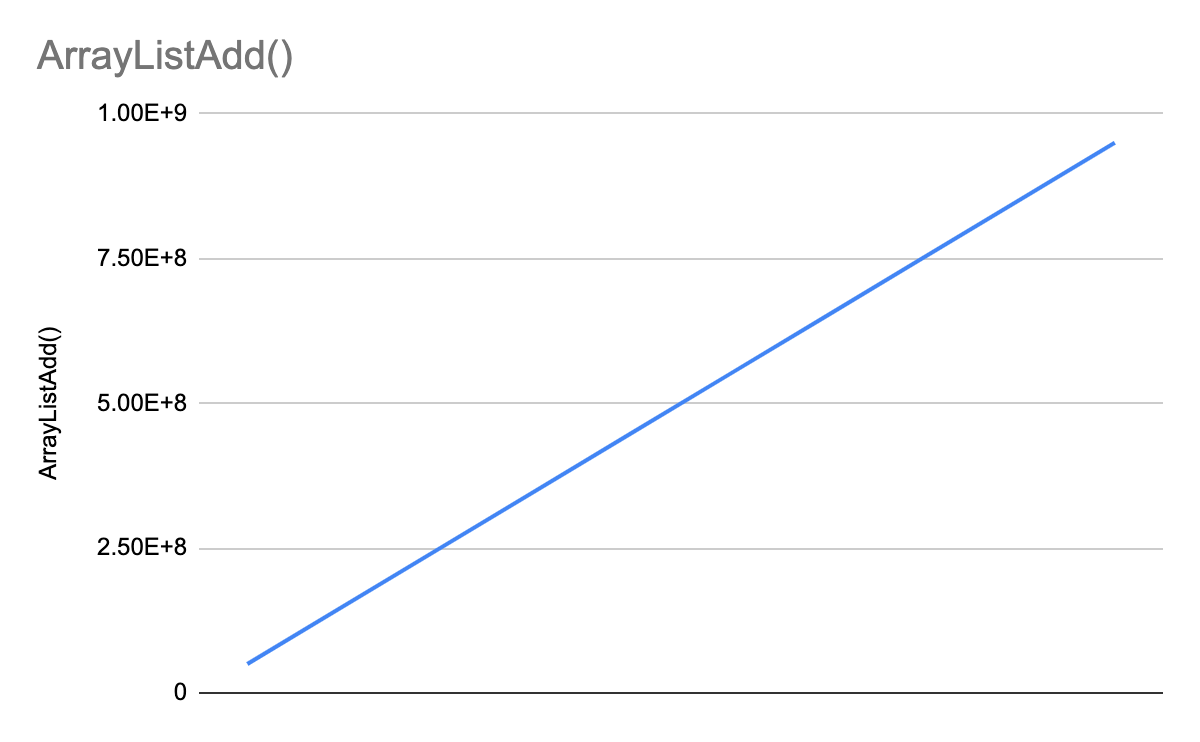 ArrayListAdd()
1.00E+9
7.50E+8
5.00E+8
2.50E+8
0
ArrayListAdd()